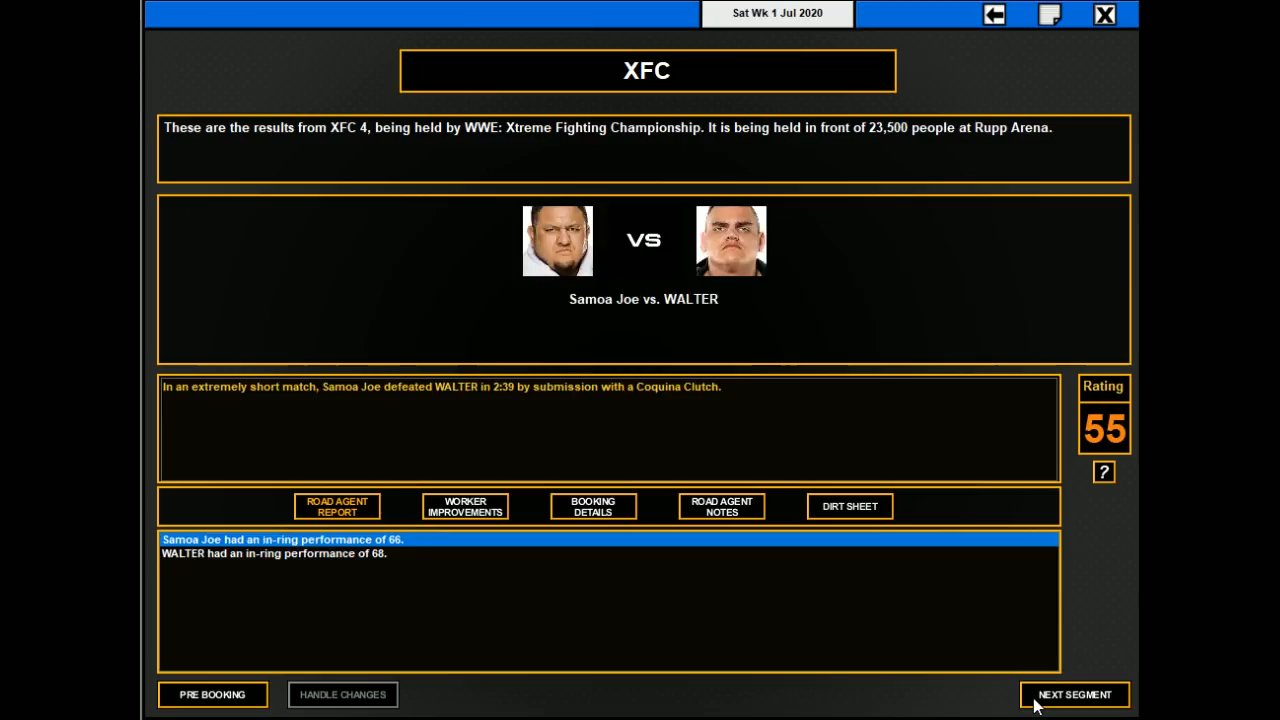 Sat Wk 1 Jul 2020
XFC
These are the results from XFC 4, being held by WWE: Xtreme Fighting Championship. It is being held in front of 23,500 people at Rupp Arena.
VS
Samoa Joe vs. WALTER
In an extremely short match, Samoa Joe defeated WALTER in 2:39 by submission with a Coquina Clutch.
Rating
55
?
ROAD AGENT
REPORT
WORKER
IMPROVEMENTS
BOOKING
DETAILS
ROAD AGENT
NOTES
DIRT SHEET
Samoa Joe had an in-ring performance of 66.
WALTER had an in-ring performance of 68.
PRE BOOKING
HANDLE CHANGES
NEXT SEGMENT